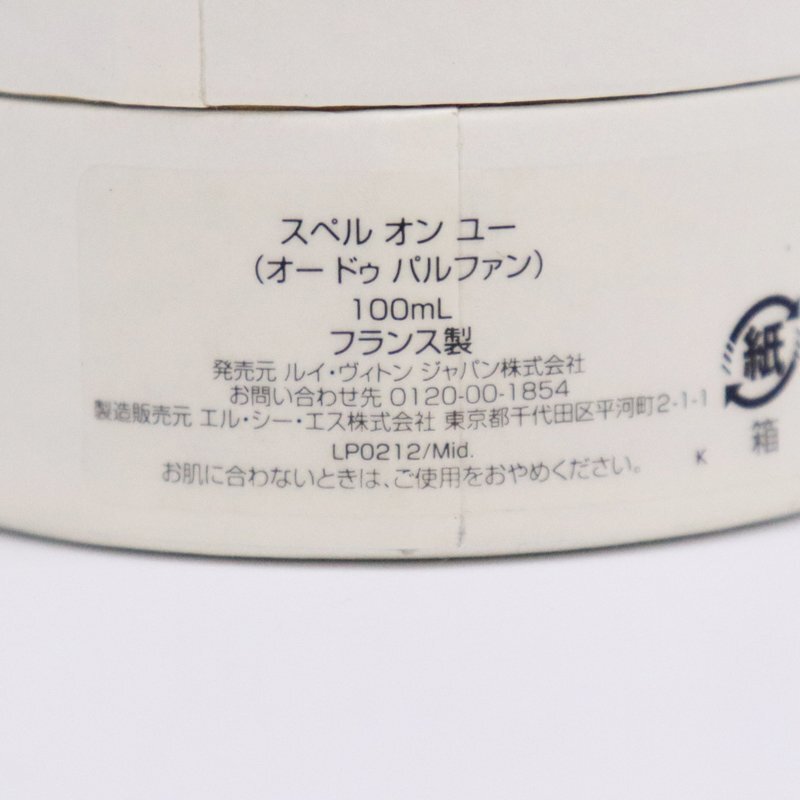 スペル オン ユー
(オー ドゥ パルファン)
100mL
フランス製
発売元 ルイ・ヴィトン ジャパン株式会社
お問い合わせ先 0120-00-1854
製造販売元 エル・シー・エス株式会社 東京都千代田区平河町2-1-1
LP0212/Mid.
お肌に合わないときは、ご使用をおやめください。
K
紙
箱